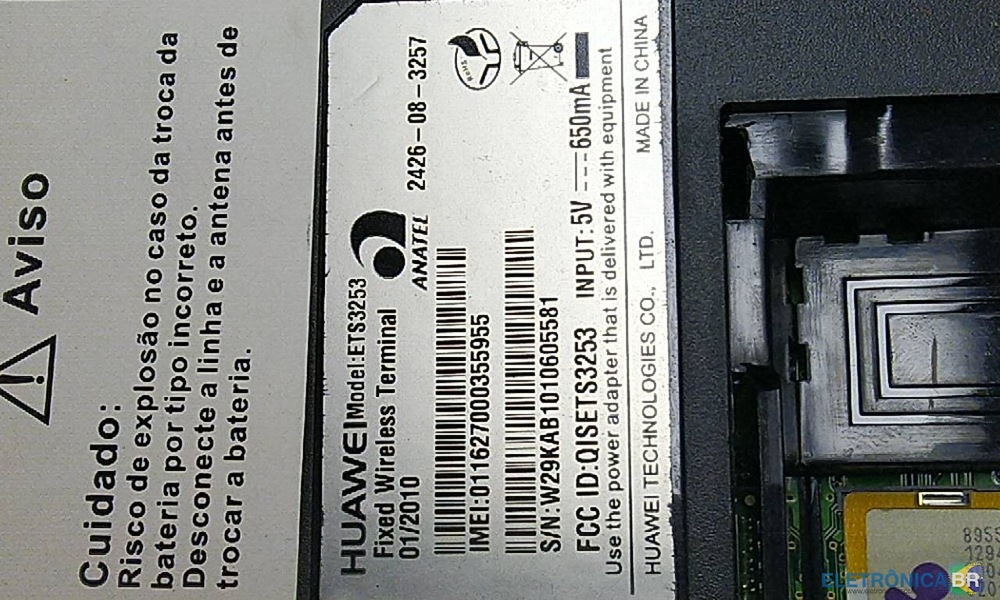 Aviso
Cuidado:
Risco de explosão no caso da troca da
bateria por tipo incorreto.
Desconecte a linha e a antena antes de
trocar a bateria.
HUAWEI Model:ETS3253
Fixed Wireless Terminal
01/2010
ANATEL
2426-08-3257
RoHS
IMEI:011627000355955
S/N:W29KAB1010605581
FCC ID:QISETS3253 INPUT:5V 650mA
Use the power adapter that is delivered with equipment
HUAWEI TECHNOLOGIES CO., LTD. MADE IN CHINA
8955
ELETRÔNICABR